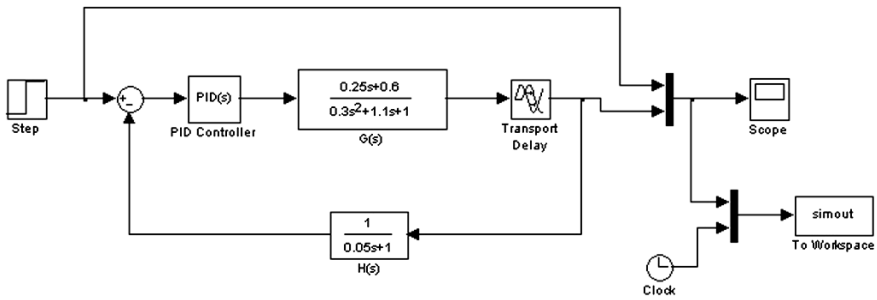 Step
+
−
PID(s)
PID Controller
0.25s+0.6
0.3s2+1.1s+1
G(s)
Transport
Delay
Scope
1
0.05s+1
H(s)
simout
To Workspace
Clock